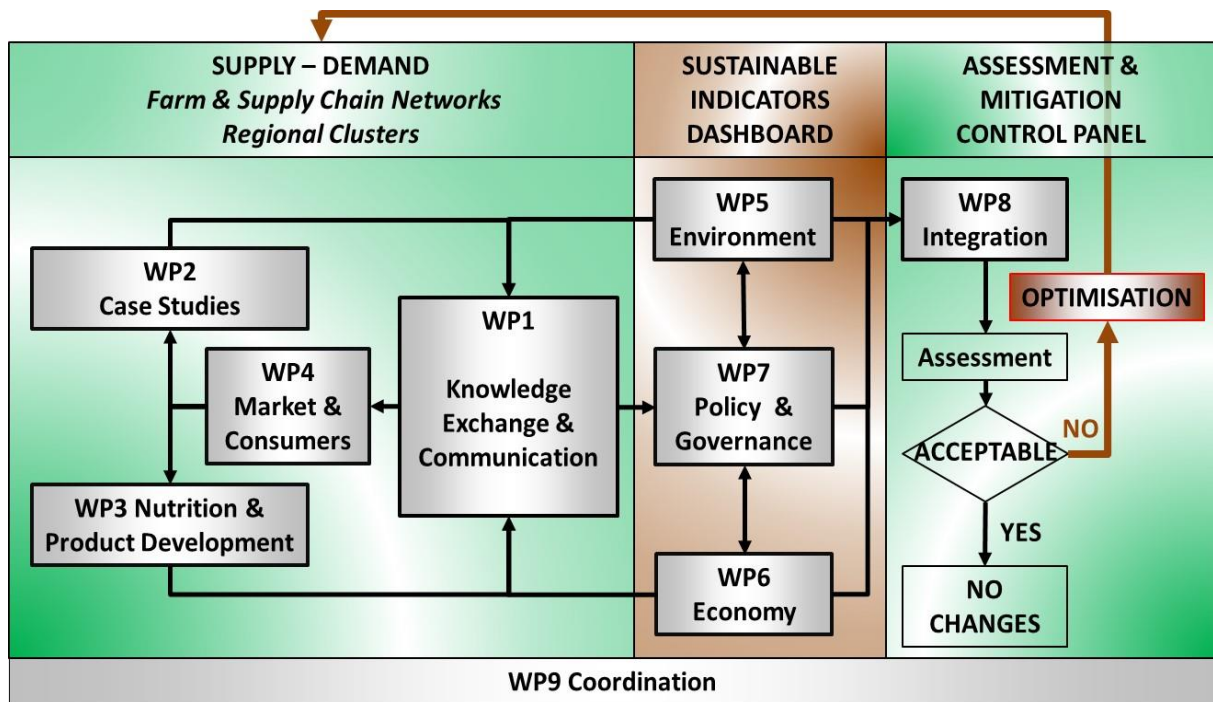 SUPPLY – DEMAND
Farm & Supply Chain Networks
Regional Clusters
SUSTAINABLE
INDICATORS
DASHBOARD
ASSESSMENT &
MITIGATION
CONTROL PANEL
WP2
Case Studies
WP4
Market &
Consumers
WP3 Nutrition &
Product Development
WP1
Knowledge
Exchange &
Communication
WP5
Environment
WP7
Policy &
Governance
WP6
Economy
WP8
Integration
OPTIMISATION
Assessment
ACCEPTABLE
NO
YES
NO
CHANGES
WP9 Coordination